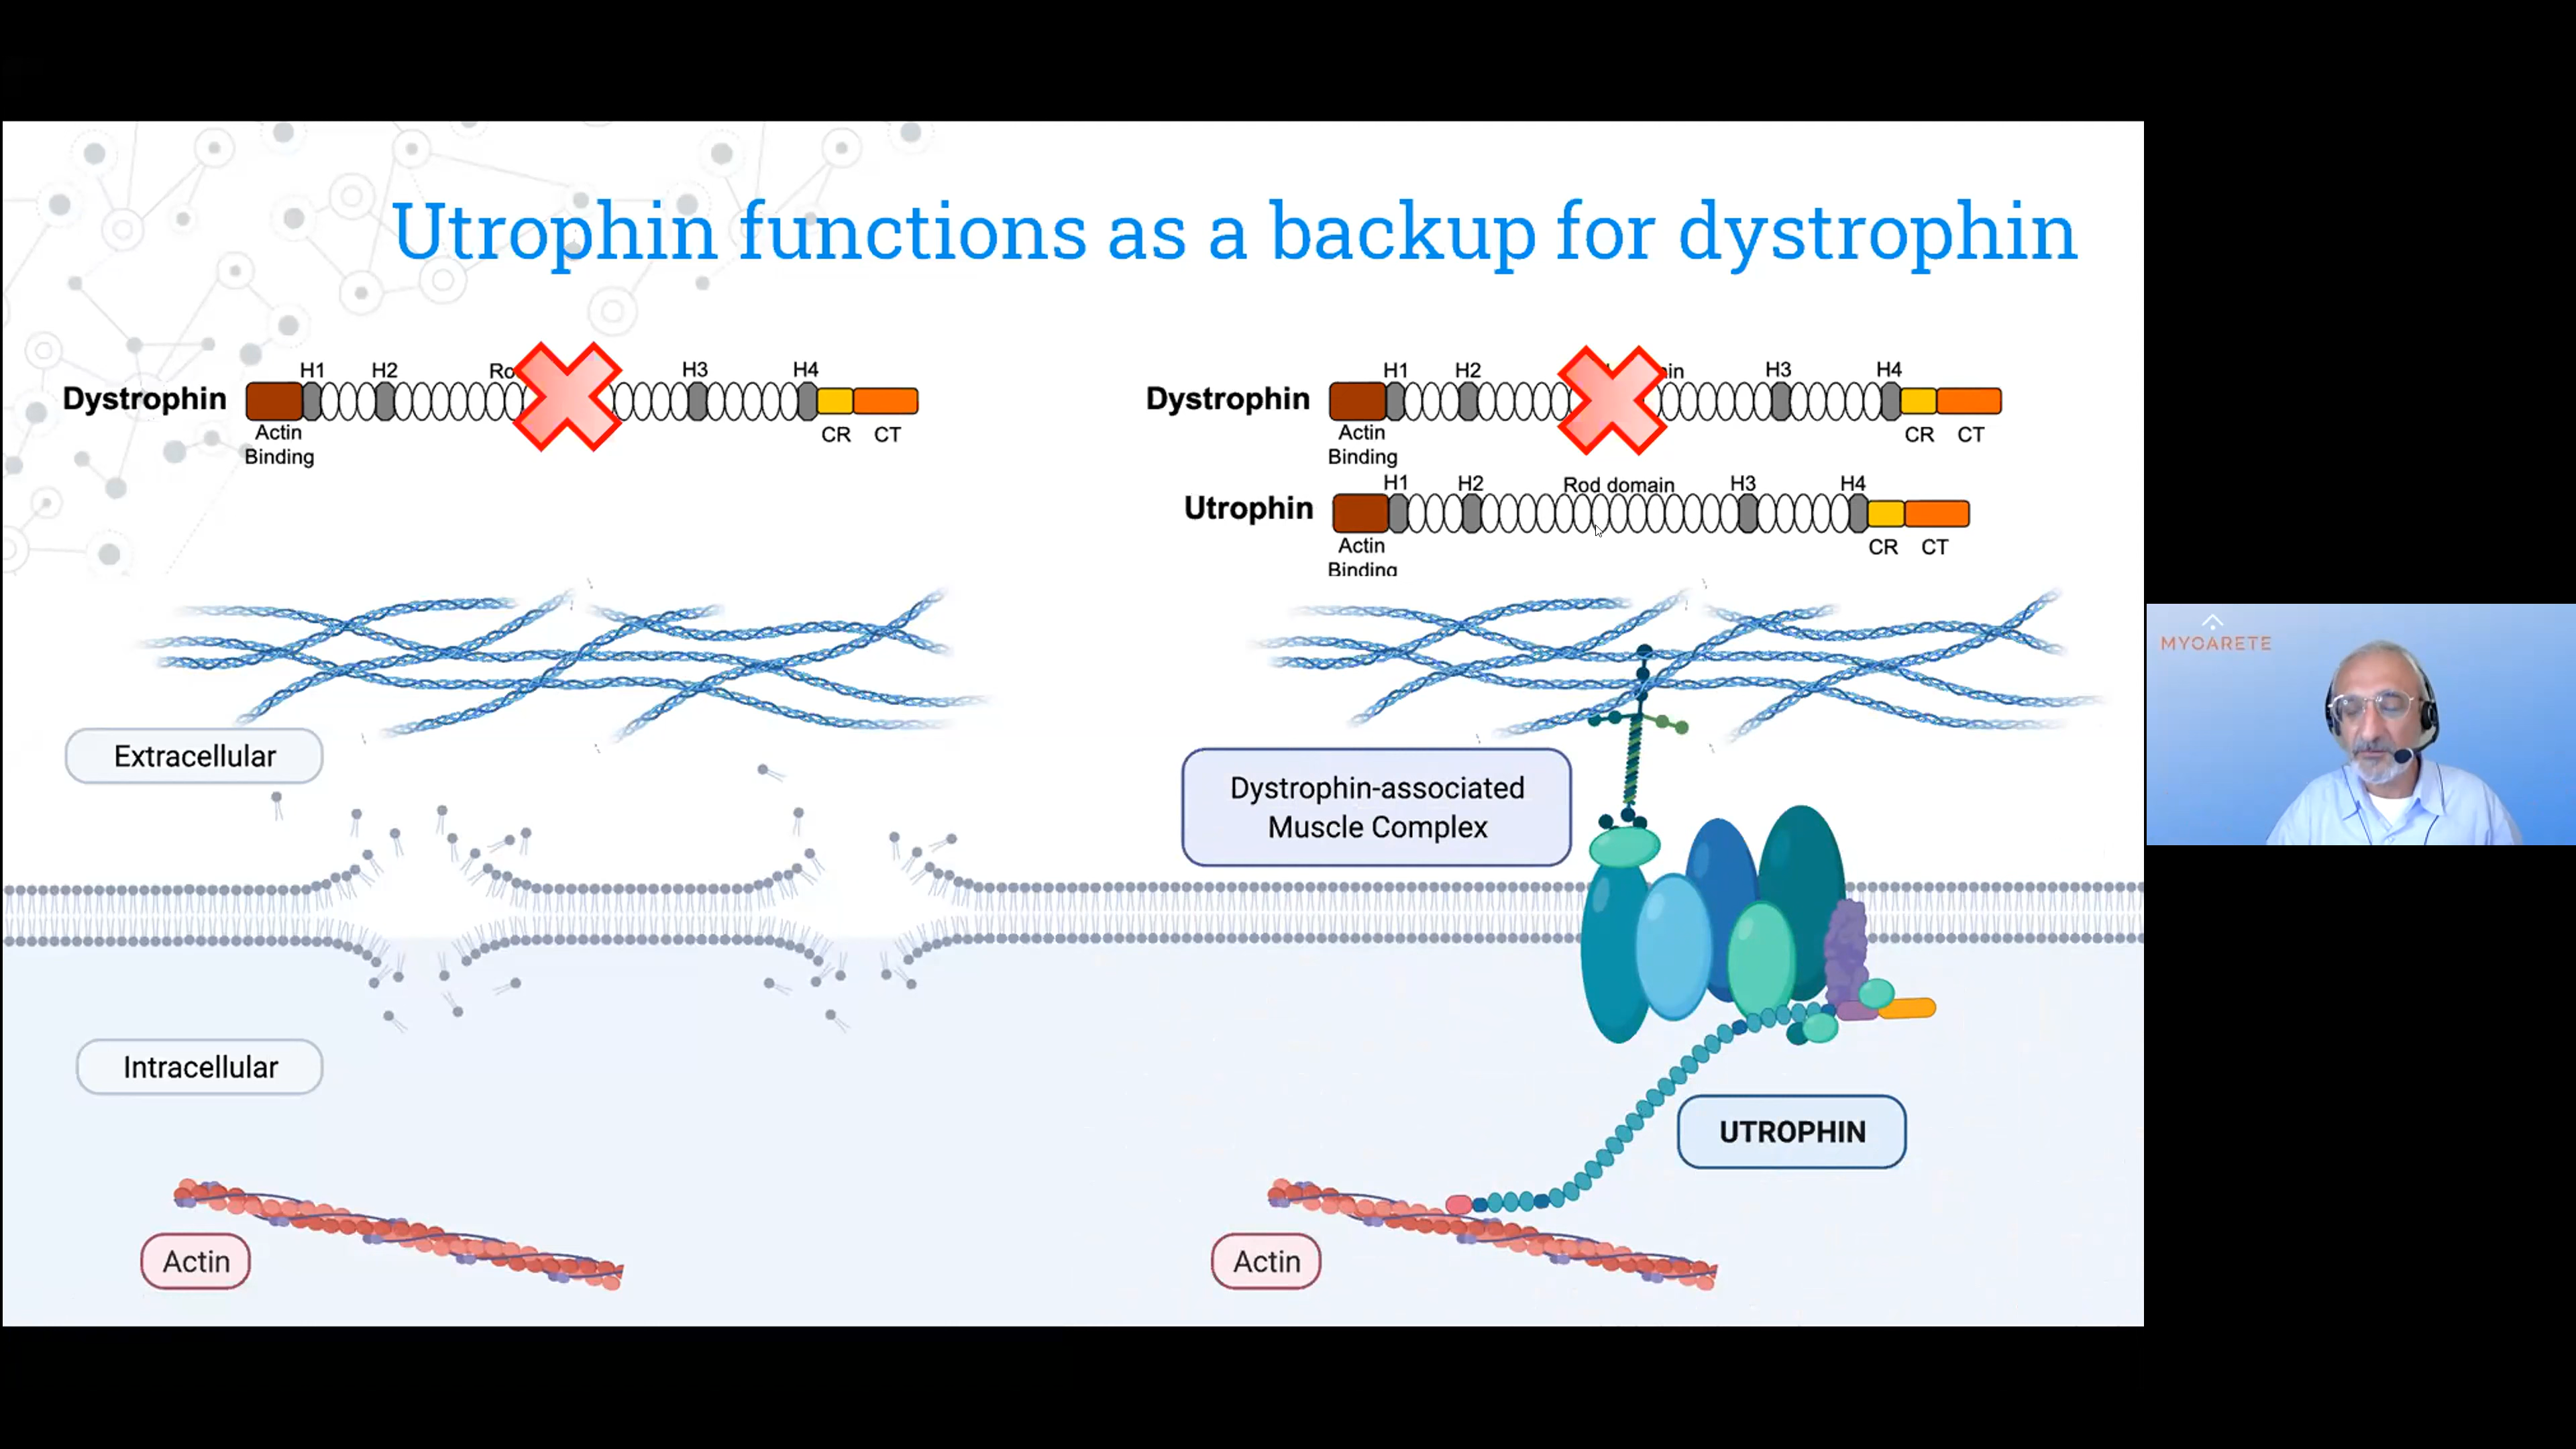 Utrophin functions as a backup for dystrophin
H1 H2 Ro H3 H4
Dystrophin
Actin
Binding
CR CT
H1 H2 in H3 H4
Dystrophin
Actin
Binding
CR CT
H1 H2 Rod domain H3 H4
Utrophin
Actin
Binding
CR CT
Extracellular
Intracellular
Actin
Dystrophin-associated
Muscle Complex
UTROPHIN
Actin
MYOARETE